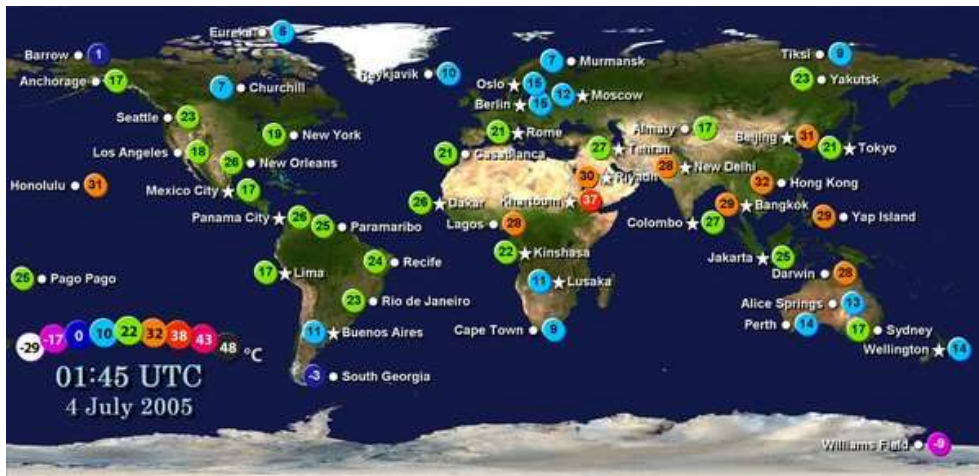 Eureka 6
Barrow 1
Tiksi 9
Murmansk 7
Anchorage 17
Reykjavik 10
Yakutsk 23
Churchill 7
Oslo 15
Moscow 12
Berlin 15
Seattle 23
New York 19
Rome 21
Almaty 17
Beijing 31
Los Angeles 18
New Orleans 26
Casablanca 21
Tehran 27
Tokyo 21
New Delhi 28
Honolulu 31
Mexico City 17
Riyadh 30
Hong Kong 32
Dakar 26
Khartoum 37
Bangkok 29
Panama City 26
Paramaribo 25
Lagos 28
Colombo 27
Yap Island 29
Kinshasa 22
Recife 24
Jakarta 25
Pago Pago
Lima 17
Lusaka 11
Darwin 28
Rio de Janeiro 23
Alice Springs 13
Buenos Aires 11
Cape Town 9
Perth 14
Sydney 17
Wellington 14
-29 -17 0 10 22 32 38 43 48 °C
01:45 UTC
4 July 2005
South Georgia -3
Williams Field -9